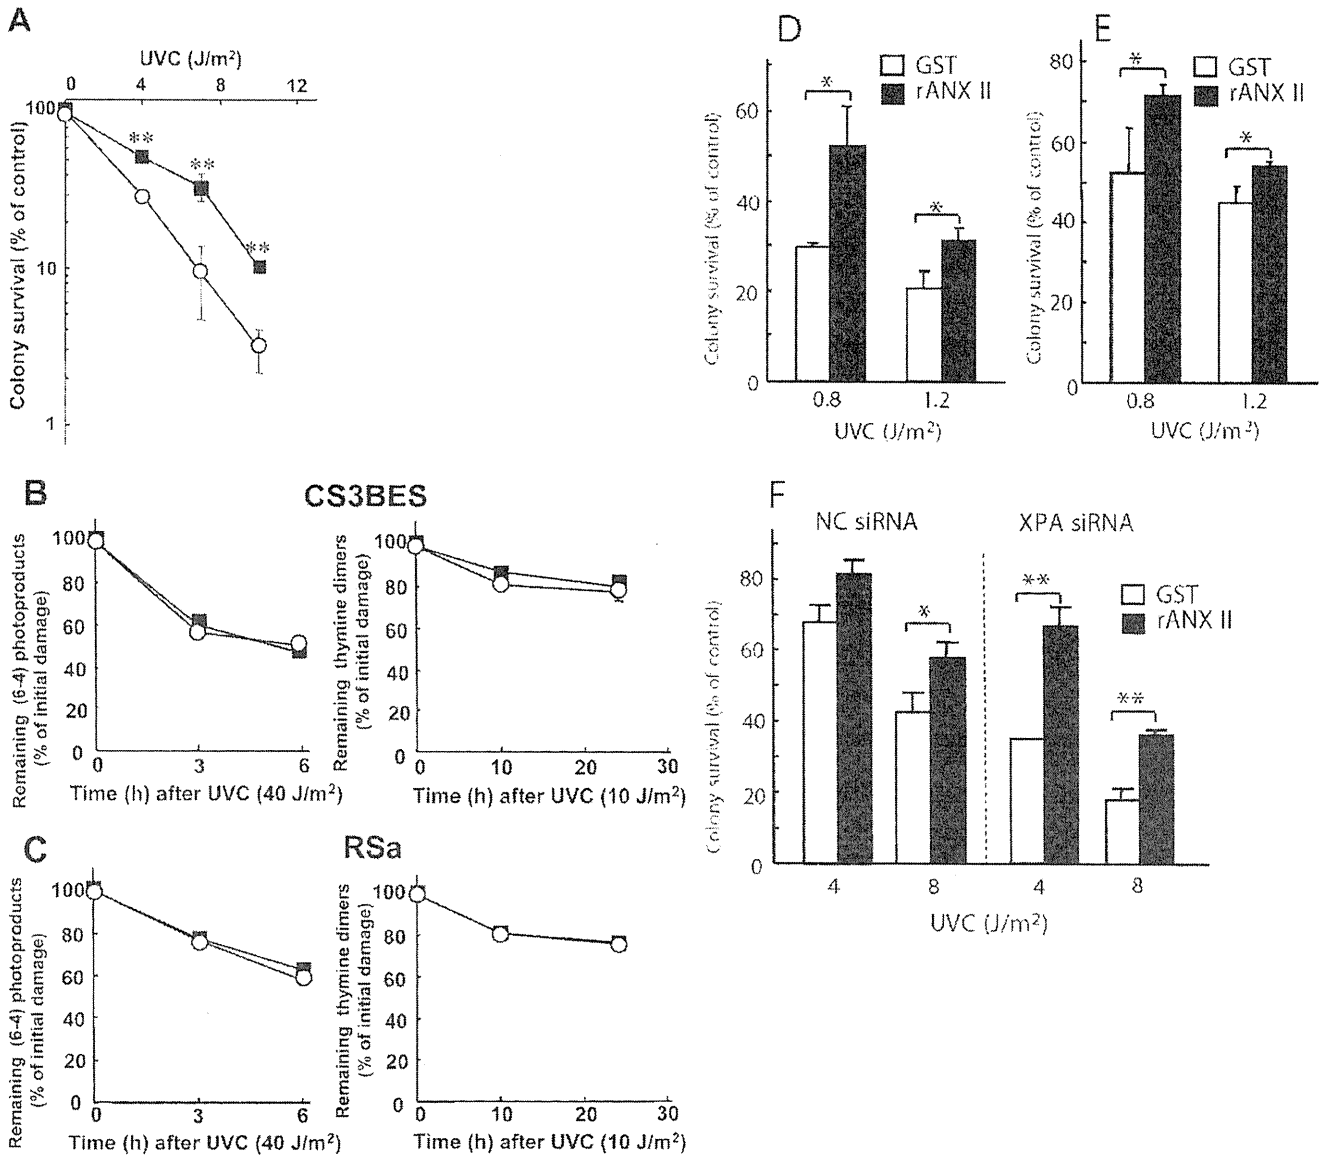 A
UVC (J/m²)
0 4 8 12
100
10
1
Colony survival (% of control)
**
**
**
D
GST
rANX II
*
*
60
40
20
0
Colony survival (% of control)
0.8 1.2
UVC (J/m²)
E
GST
rANX II
*
*
80
60
40
20
0
Colony survival (% of control)
0.8 1.2
UVC (J/m²)
B
CS3BES
Remaining (6-4) photoproducts
(% of initial damage)
100
80
60
40
20
0
0 3 6
Time (h) after UVC (40 J/m²)
Remaining thymine dimers
(% of initial damage)
100
80
60
40
20
0
0 10 20 30
Time (h) after UVC (10 J/m²)
C
RSa
Remaining (6-4) photoproducts
(% of initial damage)
100
80
60
40
20
0
0 3 6
Time (h) after UVC (40 J/m²)
Remaining thymine dimers
(% of initial damage)
100
80
60
40
20
0
0 10 20 30
Time (h) after UVC (10 J/m²)
F
NC siRNA XPA siRNA
GST
rANX II
*
**
**
80
60
40
20
0
Colony survival (% of control)
4 8 4 8
UVC (J/m²)